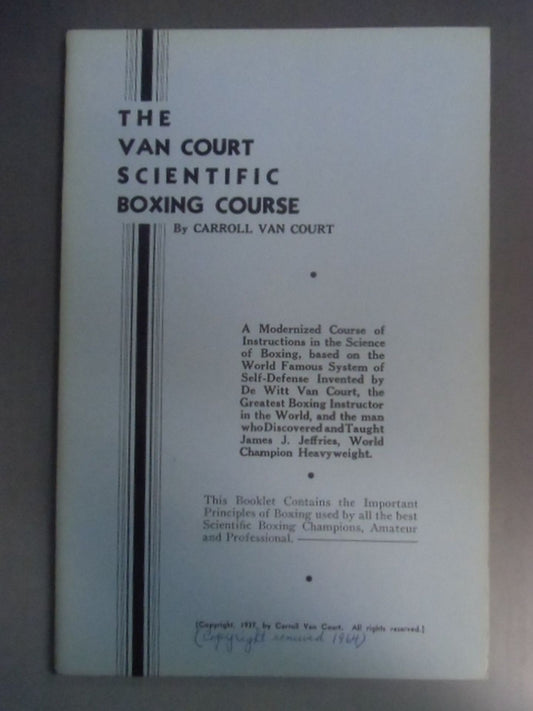 THE
VAN COURT
SCIENTIFIC
BOXING COURSE
By CARROLL VAN COURT
A Modernized Course of
Instructions in the Science
of Boxing, based on the
World Famous System of
Self-Defense Invented by
De Witt Van Court, the
Greatest Boxing Instructor
in the World, and the man
who Discovered and Taught
James J. Jeffries, World
Champion Heavyweight.
This Booklet Contains the Important
Principles of Boxing used by all the best
Scientific Boxing Champions, Amateur
and Professional.
[Copyright, 1937, by Carroll Van Court. All rights reserved.]
(Copyright renewed 1964)